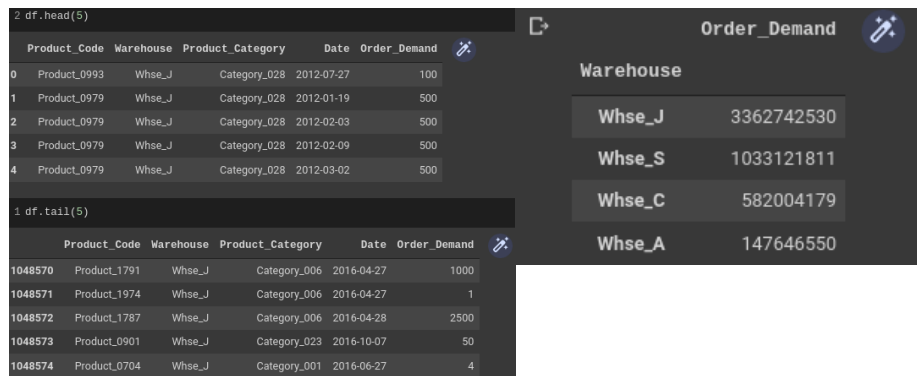 2 df.head(5)
Product_Code Warehouse Product_Category Date Order_Demand
0 Product_0993 Whse_J Category_028 2012-07-27 100
1 Product_0979 Whse_J Category_028 2012-01-19 500
2 Product_0979 Whse_J Category_028 2012-02-03 500
3 Product_0979 Whse_J Category_028 2012-02-09 500
4 Product_0979 Whse_J Category_028 2012-03-02 500
1 df.tail(5)
Product_Code Warehouse Product_Category Date Order_Demand
1048570 Product_1791 Whse_J Category_006 2016-04-27 1000
1048571 Product_1974 Whse_J Category_006 2016-04-27 1
1048572 Product_1787 Whse_J Category_006 2016-04-28 2500
1048573 Product_0901 Whse_J Category_023 2016-10-07 50
1048574 Product_0704 Whse_J Category_001 2016-06-27 4
Order_Demand
Warehouse
Whse_J 3362742530
Whse_S 1033121811
Whse_C 582004179
Whse_A 147646550